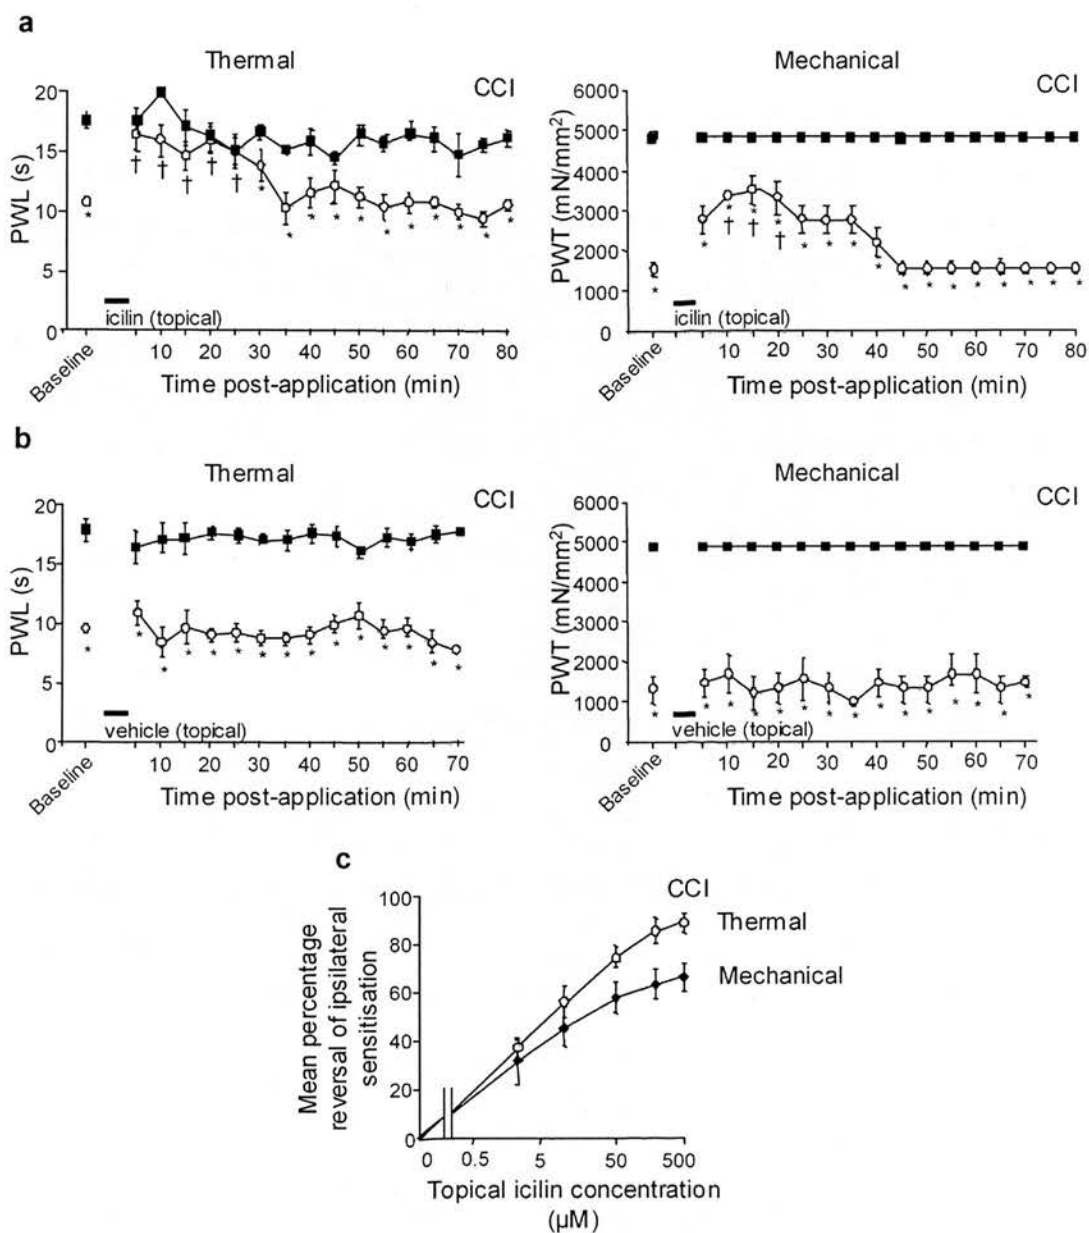 a
Thermal
CCI
PWL (s)
20
15
10
5
0
icilin (topical)
Baseline
10 20 30 40 50 60 70 80
Time post-application (min)
Mechanical
CCI
PWT (mN/mm²)
6000
5000
4000
3000
2000
1000
0
icilin (topical)
Baseline
10 20 30 40 50 60 70 80
Time post-application (min)
b
Thermal
CCI
PWL (s)
20
15
10
5
0
vehicle (topical)
Baseline
10 20 30 40 50 60 70
Time post-application (min)
Mechanical
CCI
PWT (mN/mm²)
6000
5000
4000
3000
2000
1000
0
vehicle (topical)
Baseline
10 20 30 40 50 60 70
Time post-application (min)
c
CCI
Mean percentage
reversal of ipsilateral
sensitisation
100
80
60
40
20
0
Thermal
Mechanical
0 0.5 5 50 500
Topical icilin concentration
(µM)